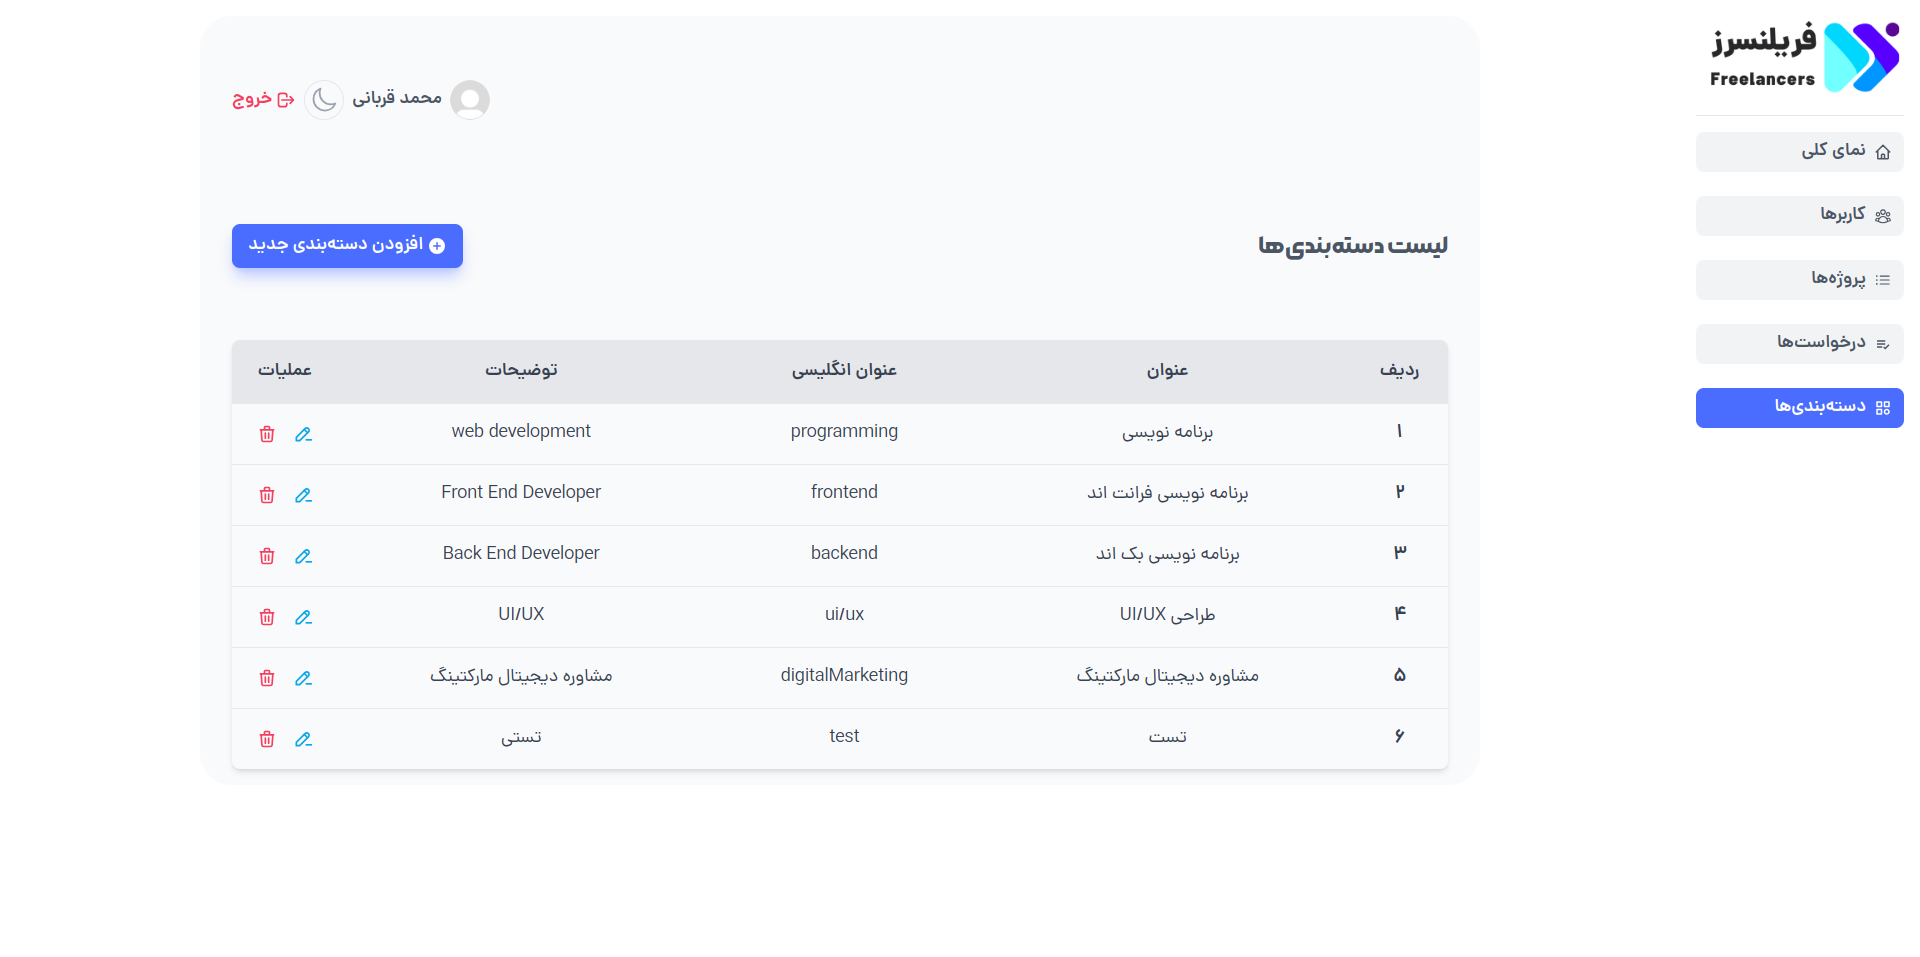 فریلنسرز
Freelancers
نمای کلی
کاربرها
پروژه‌ها
درخواست‌ها
دسته‌بندی‌ها
محمد قربانی
خروج
لیست دسته‌بندی‌ها
افزودن دسته‌بندی جدید
ردیف عنوان عنوان انگلیسی توضیحات عملیات
۱ برنامه نویسی programming web development
۲ برنامه نویسی فرانت اند frontend Front End Developer
۳ برنامه نویسی بک اند backend Back End Developer
۴ طراحی UI/UX ui/ux UI/UX
۵ مشاوره دیجیتال مارکتینگ digitalMarketing مشاوره دیجیتال مارکتینگ
۶ تست test تستی